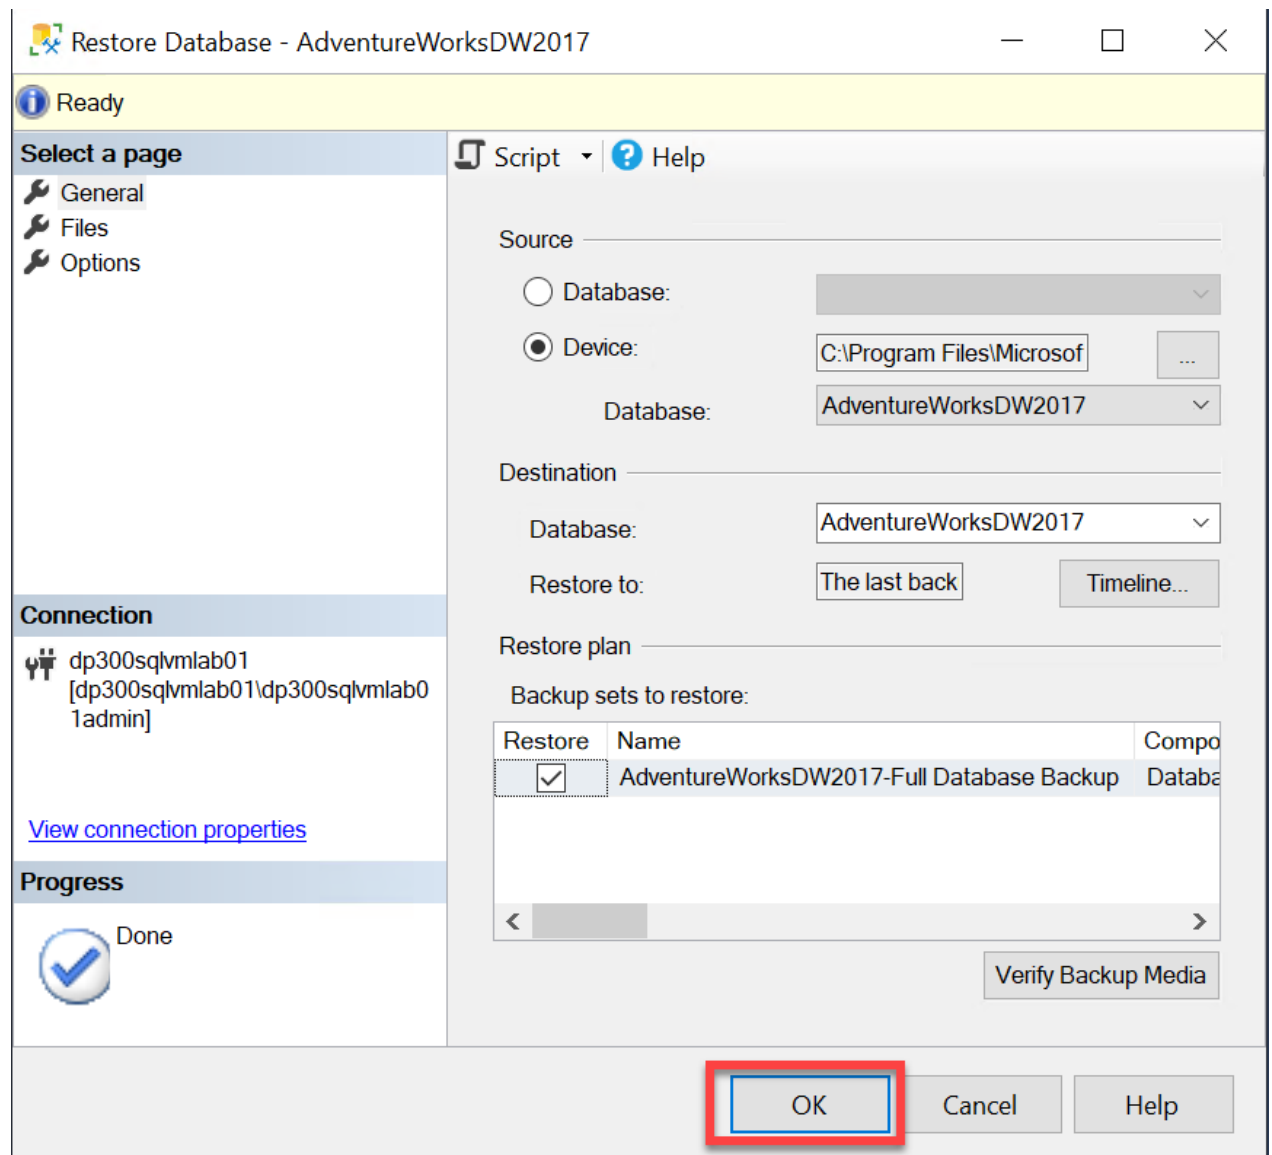 Restore Database - AdventureWorksDW2017
Ready
Select a page
General
Files
Options
Connection
dp300sqlvmlab01
[dp300sqlvmlab01\dp300sqlvmlab0
1admin]
View connection properties
Progress
Done
Script
Help
Source
Database:
Device:
C:\Program Files\Microsof
...
Database:
AdventureWorksDW2017
Destination
Database:
AdventureWorksDW2017
Restore to:
The last back
Timeline...
Restore plan
Backup sets to restore:
Restore Name Compo
AdventureWorksDW2017-Full Database Backup Databa
Verify Backup Media
OK
Cancel
Help